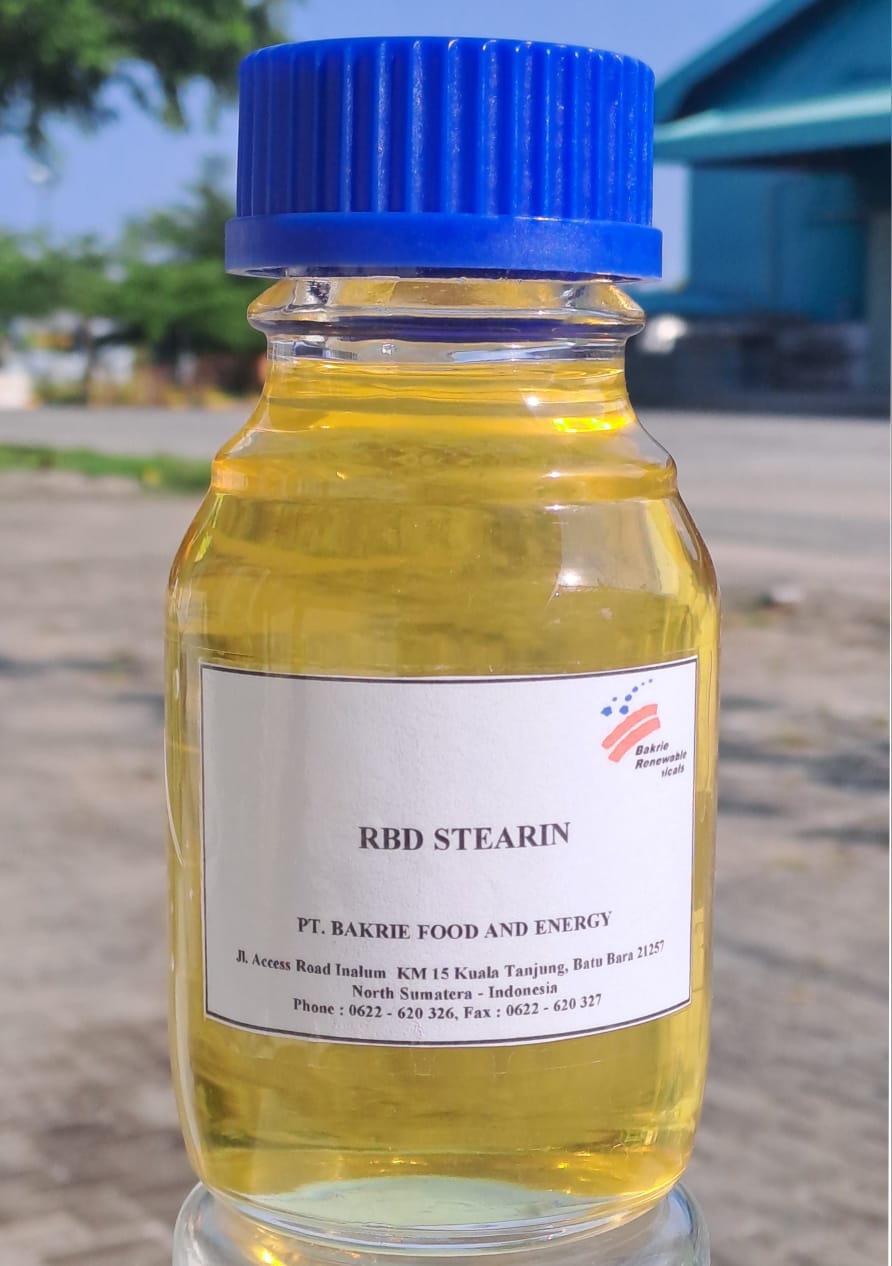 Bakrie
Renewable
RBD STEARIN
PT. BAKRIE FOOD AND ENERGY
Jl. Access Road Inalum KM 15 Kuala Tanjung, Batu Bara 21257
North Sumatera - Indonesia
Phone : 0622 - 620 326, Fax : 0622 - 620 327